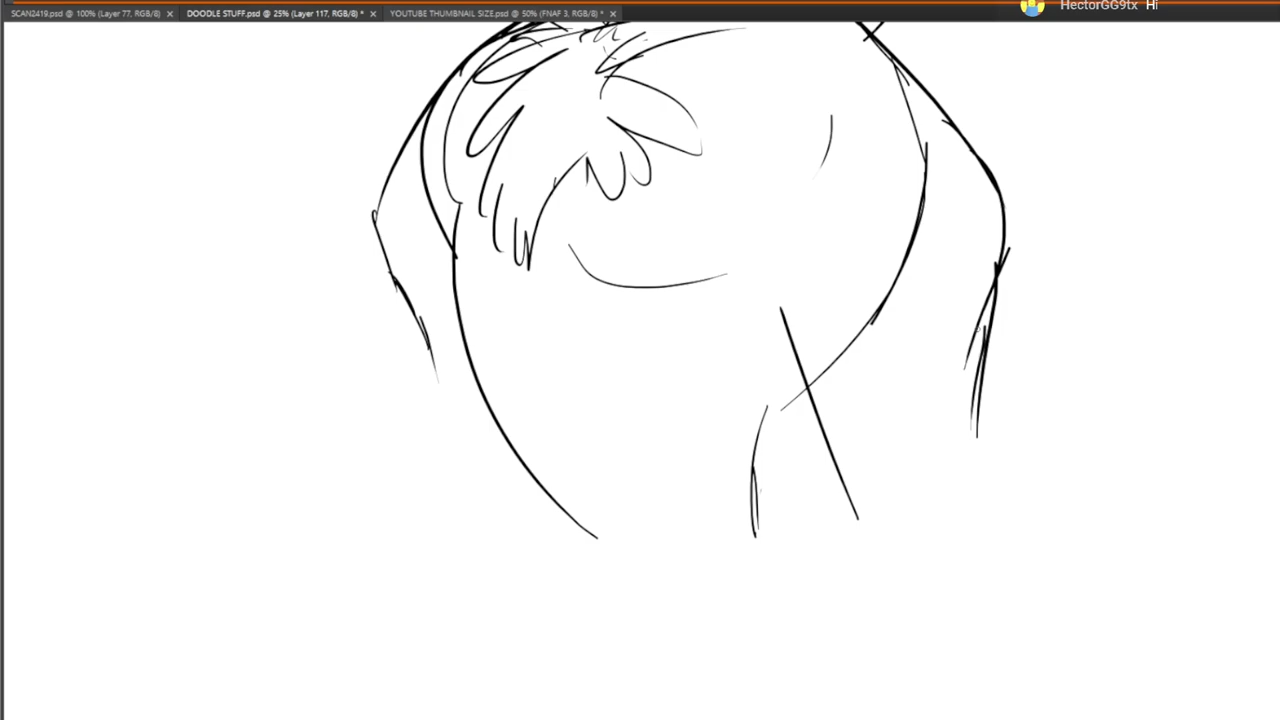 SCAN2419.psd @ 100% (Layer 77, RGB/8) DOODLE STUFF.psd @ 25% (Layer 117, RGB/8) * YOUTUBE THUMBNAIL SIZE.psd @ 50% (FNAF 3, RGB/8) *
HectorGG9tx Hi